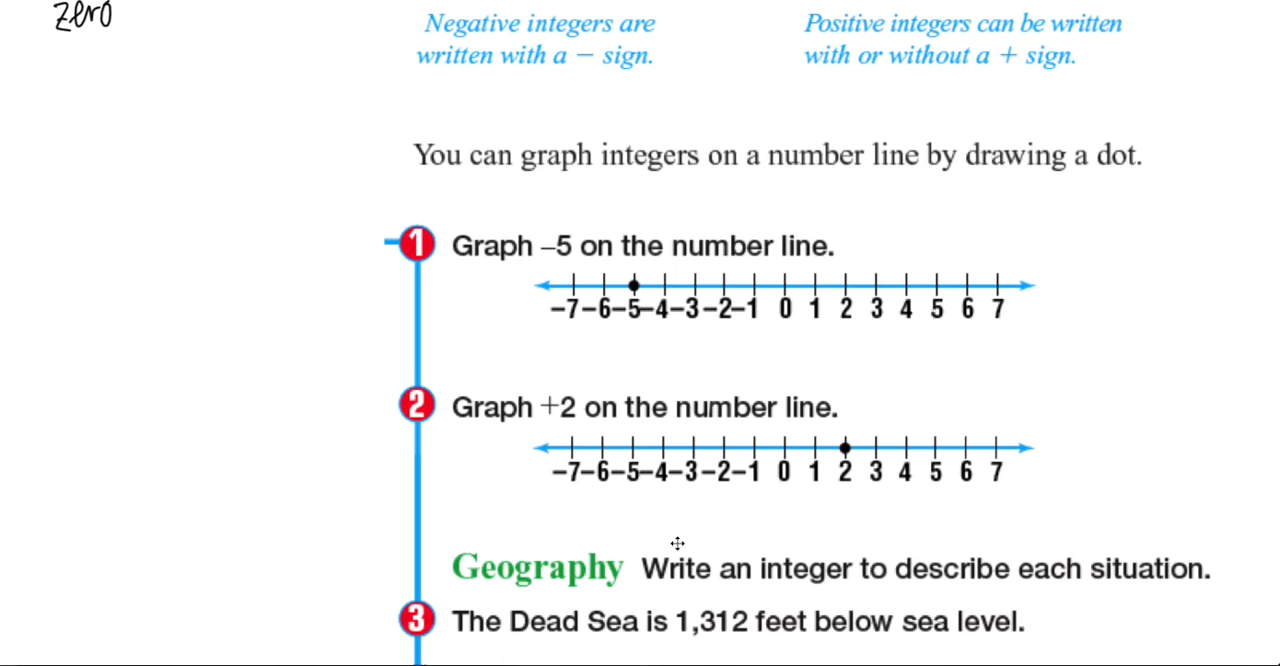 zero
Negative integers are
written with a − sign.
Positive integers can be written
with or without a + sign.
You can graph integers on a number line by drawing a dot.
1 Graph –5 on the number line.
−7 −6 −5 −4 −3 −2 −1 0 1 2 3 4 5 6 7
2 Graph +2 on the number line.
−7 −6 −5 −4 −3 −2 −1 0 1 2 3 4 5 6 7
Geography Write an integer to describe each situation.
3 The Dead Sea is 1,312 feet below sea level.